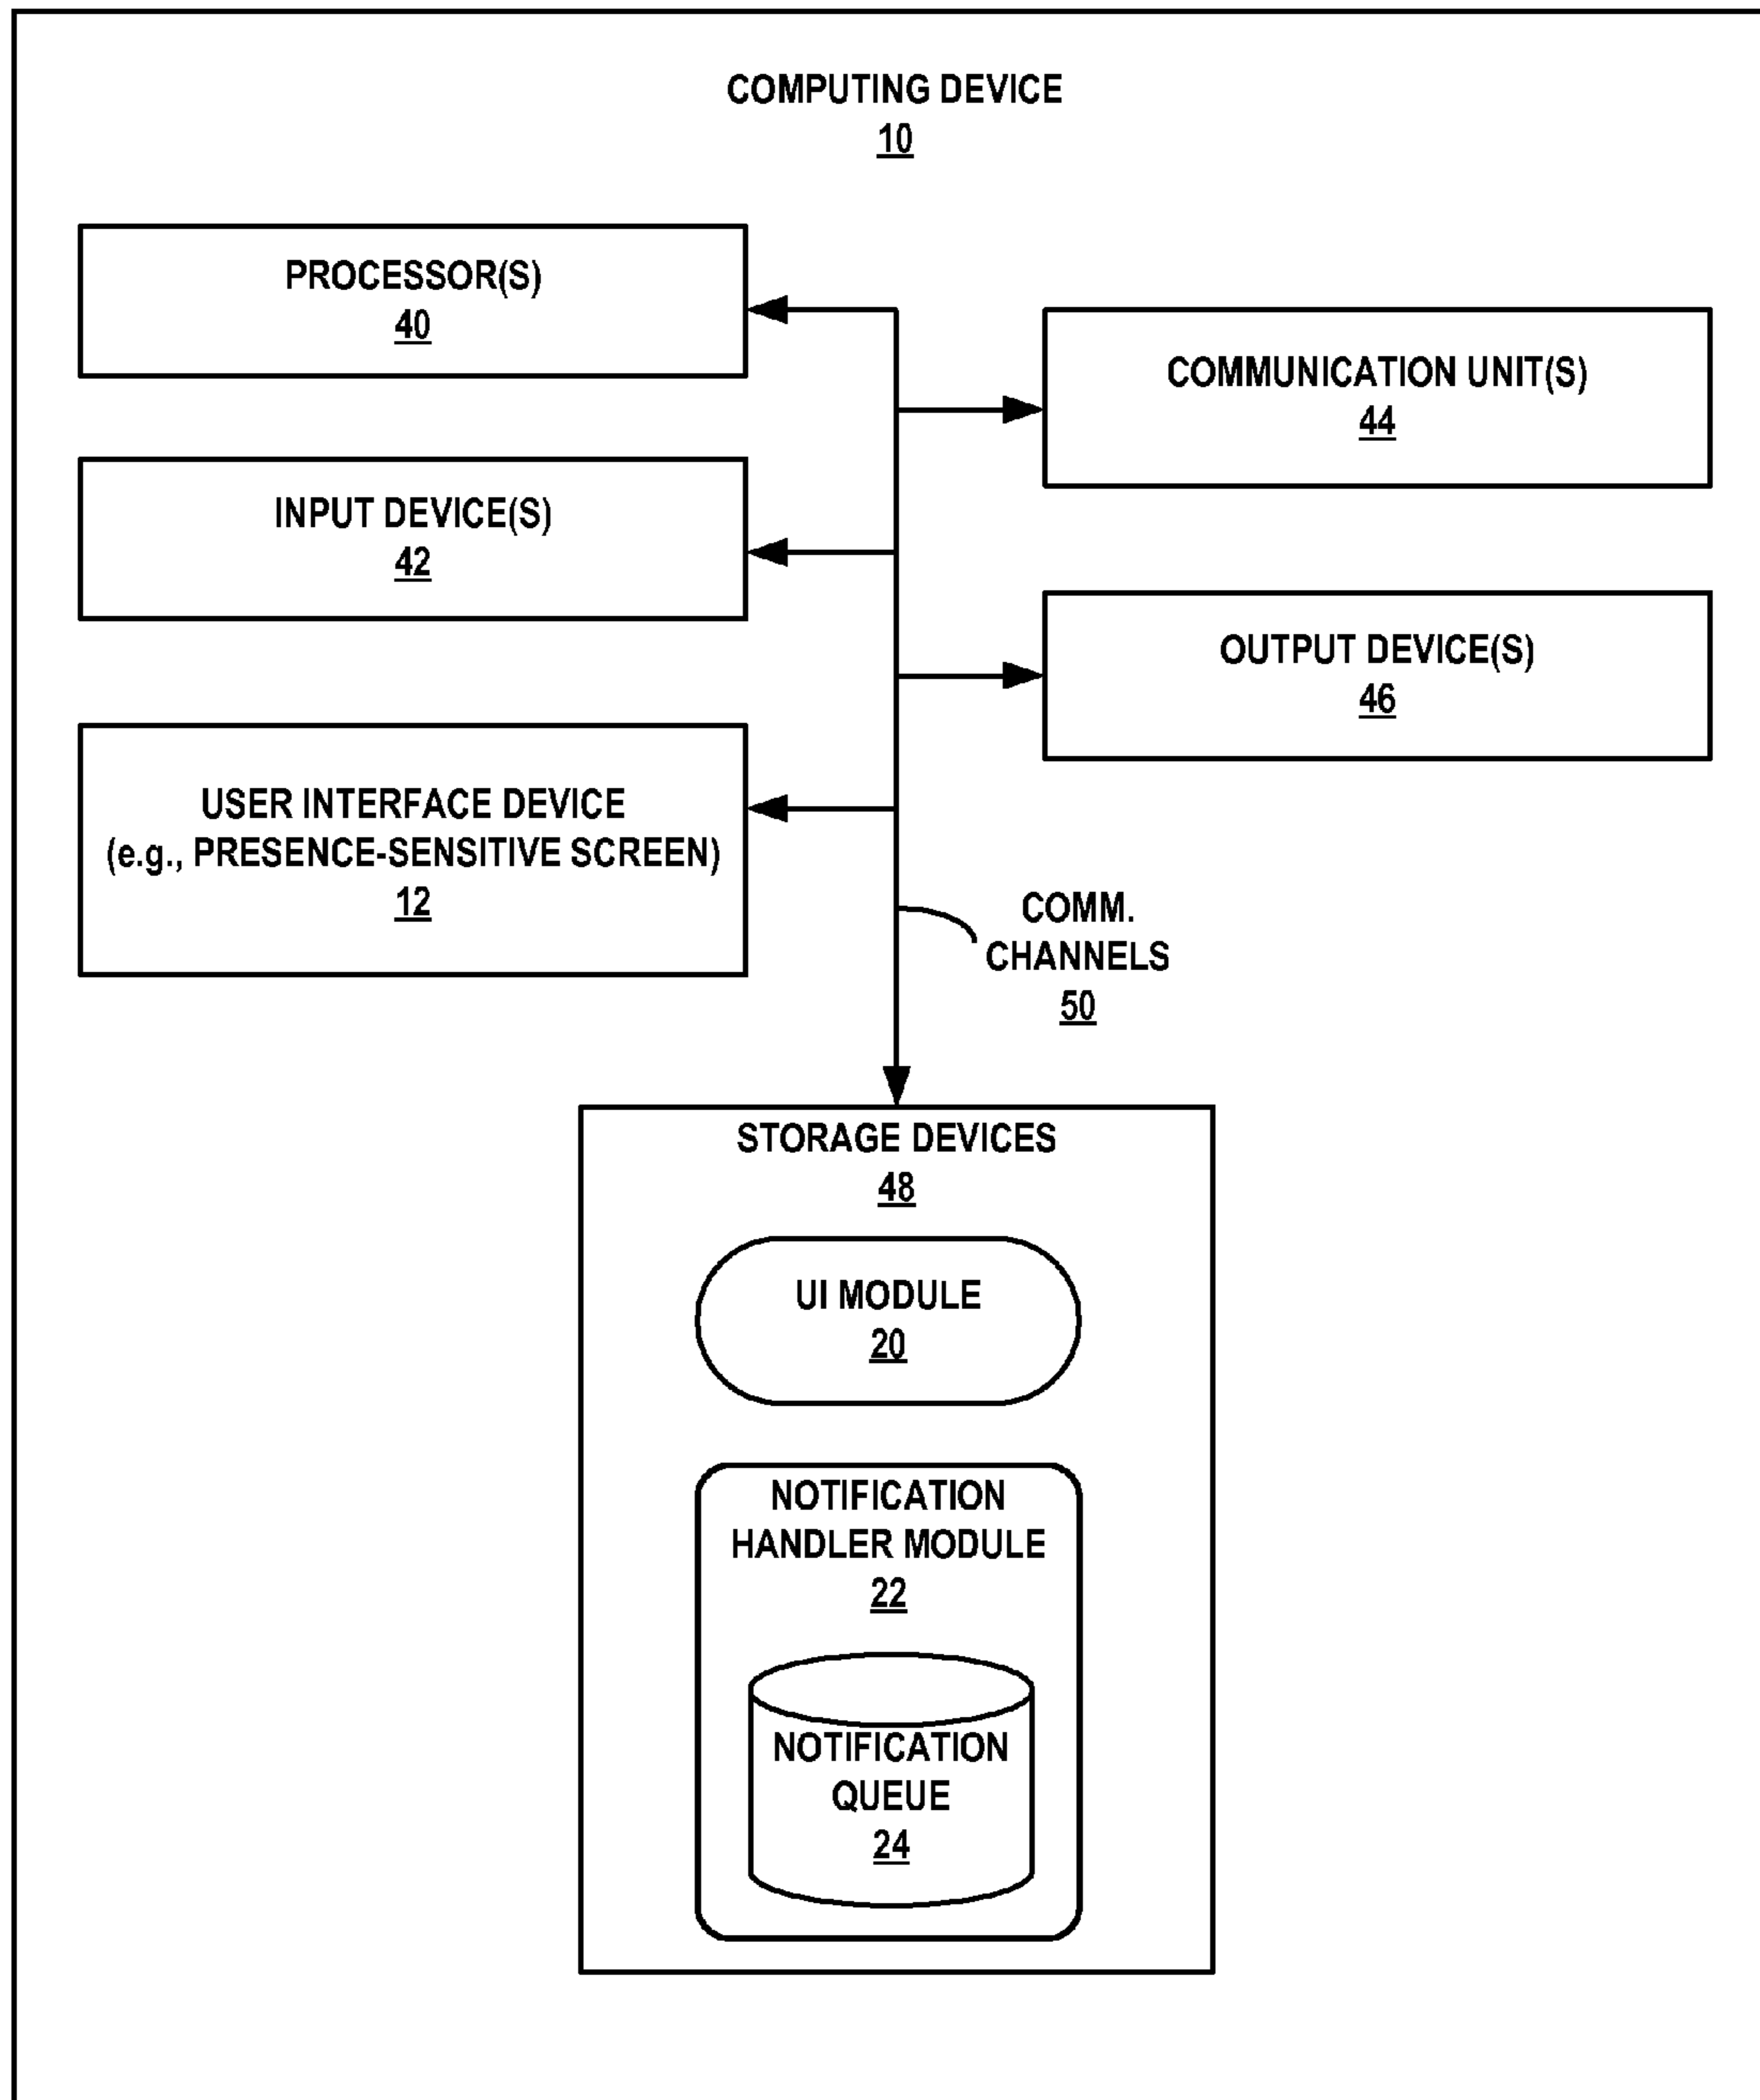 COMPUTING DEVICE
10
PROCESSOR(S)
40
COMMUNICATION UNIT(S)
44
INPUT DEVICE(S)
42
OUTPUT DEVICE(S)
46
USER INTERFACE DEVICE
(e.g., PRESENCE-SENSITIVE SCREEN)
12
COMM.
CHANNELS
50
STORAGE DEVICES
48
UI MODULE
20
NOTIFICATION
HANDLER MODULE
22
NOTIFICATION
QUEUE
24